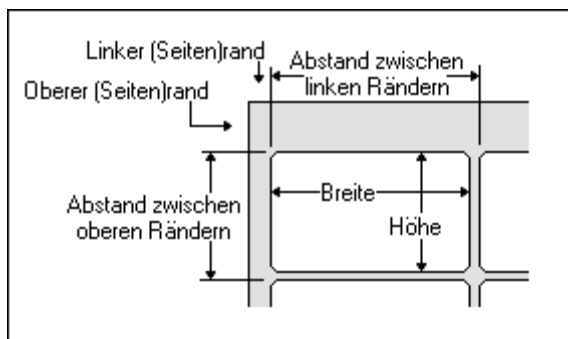 Linker (Seiten)rand
Abstand zwischen
linken Rändern
Oberer (Seiten)rand
Breite
Abstand zwischen
oberen Rändern
Höhe